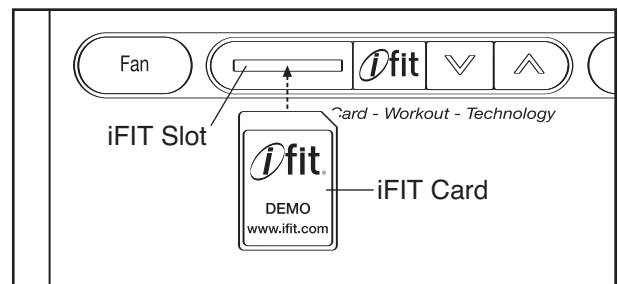 Fan
ifit
Card - Workout - Technology
iFIT Slot
ifit®
iFIT Card
DEMO
www.ifit.com